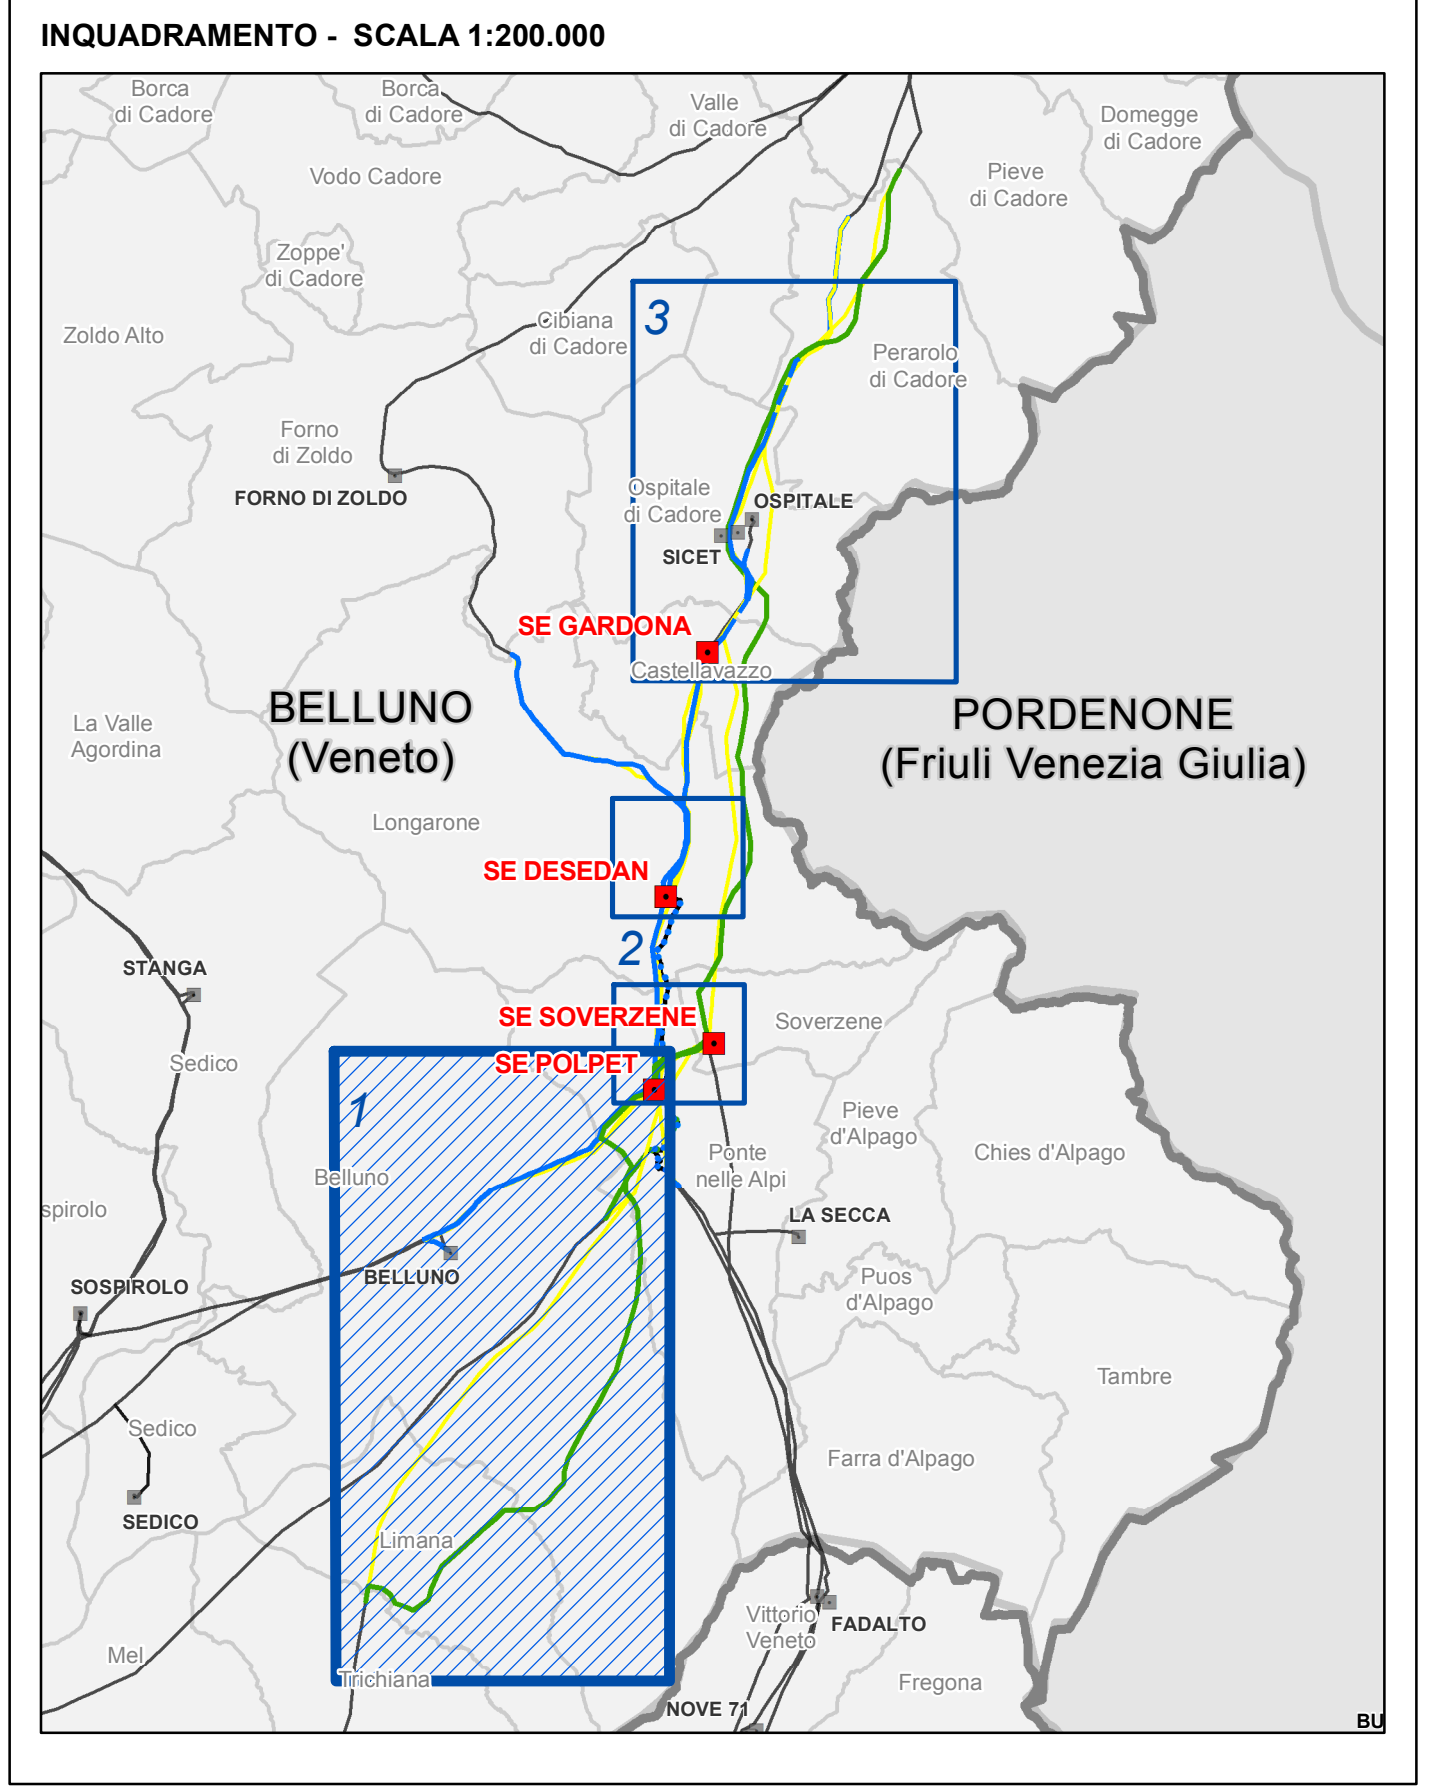 INQUADRAMENTO - SCALA 1:200.000
Borca
di Cadore
Borca
di Cadore
Valle
di Cadore
Domegge
di Cadore
Vodo Cadore
Pieve
di Cadore
Zoppe'
di Cadore
Zoldo Alto
Cibiana
di Cadore
3
Perarolo
di Cadore
Forno
di Zoldo
FORNO DI ZOLDO
Ospitale
di Cadore
OSPITALE
SICET
SE GARDONA
Castellavazzo
BELLUNO
(Veneto)
PORDENONE
(Friuli Venezia Giulia)
La Valle
Agordina
Longarone
SE DESEDAN
2
STANGA
SE SOVERZENE
Soverzene
SE POLPET
Sedico
1
Pieve
d'Alpago
Chies d'Alpago
Ponte
nelle Alpi
Belluno
spirolo
LA SECCA
BELLUNO
SOSPIROLO
Puos
d'Alpago
Tambre
Sedico
Farra d'Alpago
SEDICO
Limana
Vittorio
Veneto
FADALTO
Mel
Trichiana
Fregona
NOVE 71
BU